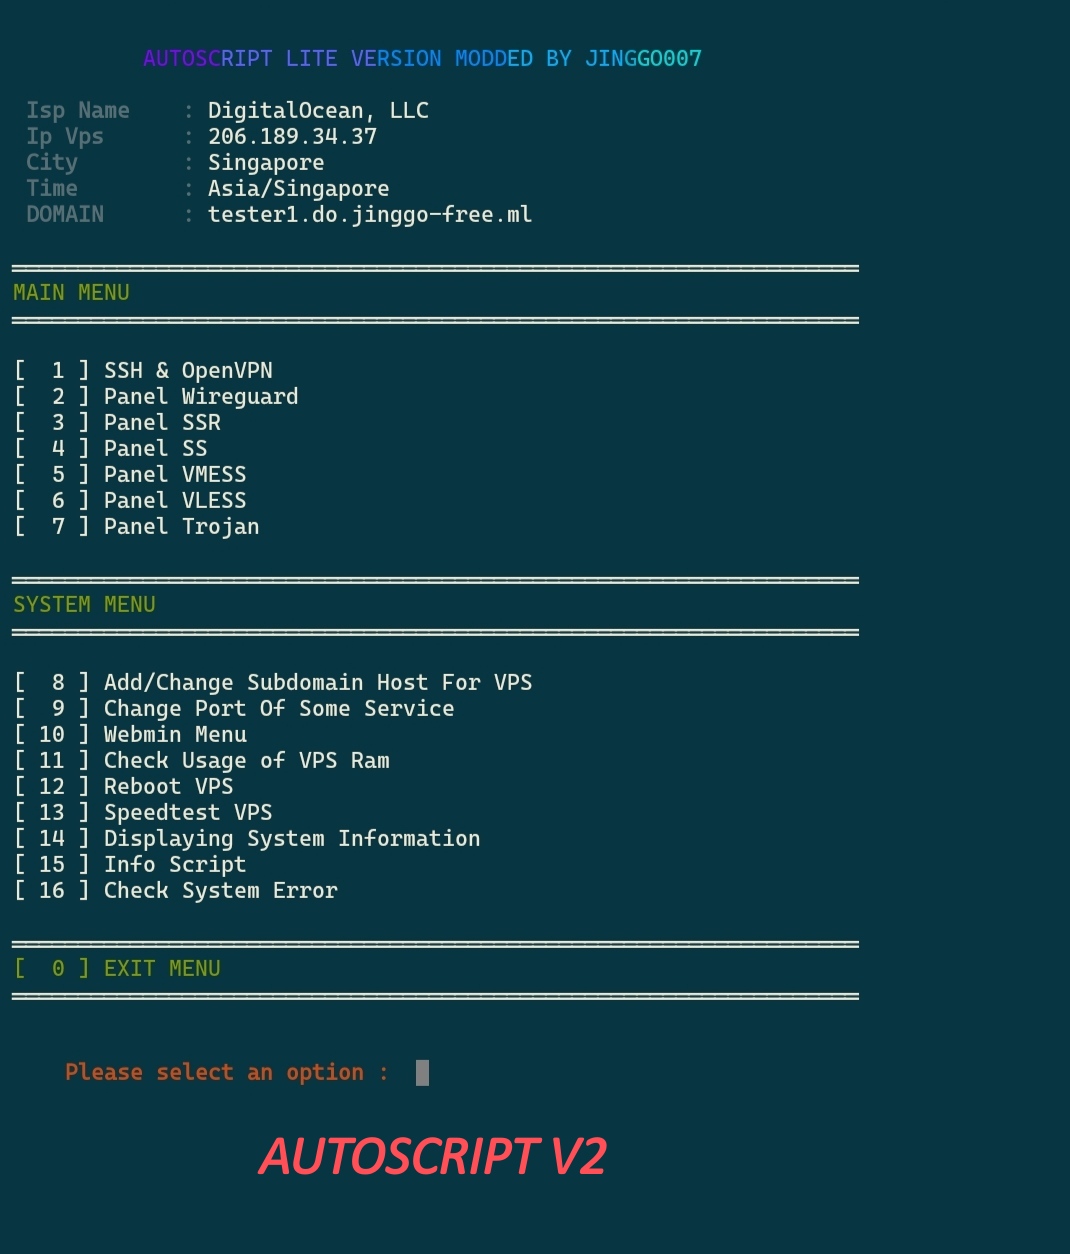 AUTOSCRIPT LITE VERSION MODDED BY JINGGO007
Isp Name : DigitalOcean, LLC
Ip Vps : 206.189.34.37
City : Singapore
Time : Asia/Singapore
DOMAIN : tester1.do.jinggo-free.ml
MAIN MENU
[ 1 ] SSH & OpenVPN
[ 2 ] Panel Wireguard
[ 3 ] Panel SSR
[ 4 ] Panel SS
[ 5 ] Panel VMESS
[ 6 ] Panel VLESS
[ 7 ] Panel Trojan
SYSTEM MENU
[ 8 ] Add/Change Subdomain Host For VPS
[ 9 ] Change Port Of Some Service
[ 10 ] Webmin Menu
[ 11 ] Check Usage of VPS Ram
[ 12 ] Reboot VPS
[ 13 ] Speedtest VPS
[ 14 ] Displaying System Information
[ 15 ] Info Script
[ 16 ] Check System Error
[ 0 ] EXIT MENU
Please select an option :
AUTOSCRIPT V2